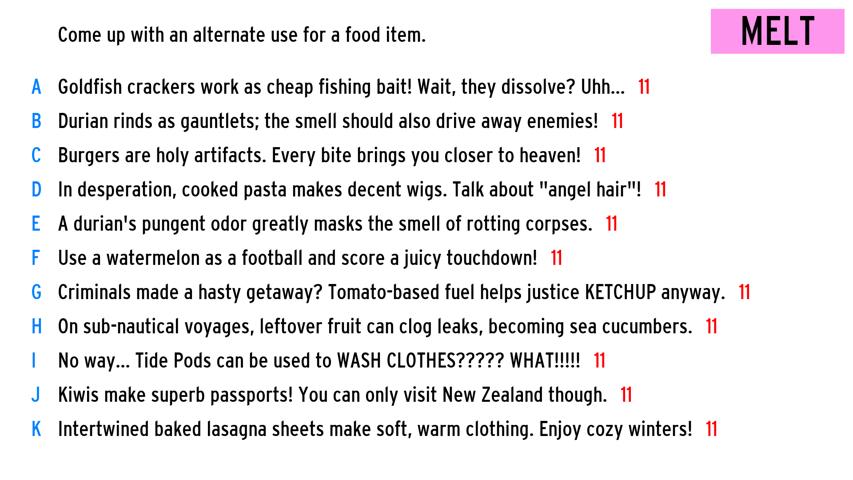 Come up with an alternate use for a food item.
MELT
A Goldfish crackers work as cheap fishing bait! Wait, they dissolve? Uhh... 11
B Durian rinds as gauntlets; the smell should also drive away enemies! 11
C Burgers are holy artifacts. Every bite brings you closer to heaven! 11
D In desperation, cooked pasta makes decent wigs. Talk about "angel hair"! 11
E A durian's pungent odor greatly masks the smell of rotting corpses. 11
F Use a watermelon as a football and score a juicy touchdown! 11
G Criminals made a hasty getaway? Tomato-based fuel helps justice KETCHUP anyway. 11
H On sub-nautical voyages, leftover fruit can clog leaks, becoming sea cucumbers. 11
I No way... Tide Pods can be used to WASH CLOTHES????? WHAT!!!!! 11
J Kiwis make superb passports! You can only visit New Zealand though. 11
K Intertwined baked lasagna sheets make soft, warm clothing. Enjoy cozy winters! 11